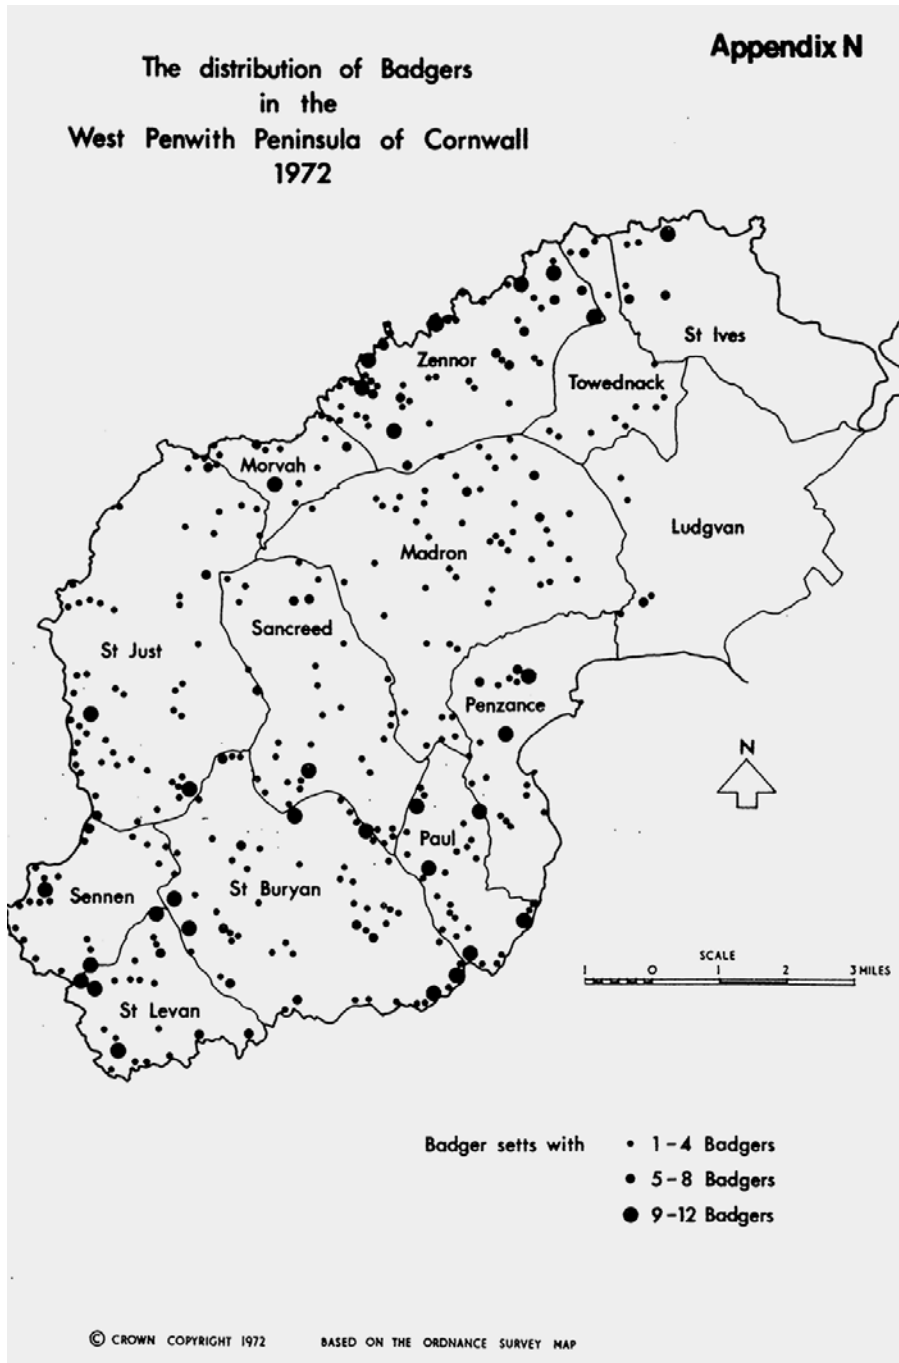 Appendix N
The distribution of Badgers
in the
West Penwith Peninsula of Cornwall
1972
St Ives
Zennor
Towednack
Morvah
Ludgvan
Madron
Sancreed
St Just
Penzance
N
Paul
St Buryan
Sennen
SCALE
1 0 1 2 3 MILES
St Levan
Badger setts with
1-4 Badgers
5-8 Badgers
9-12 Badgers
© CROWN COPYRIGHT 1972 BASED ON THE ORDNANCE SURVEY MAP